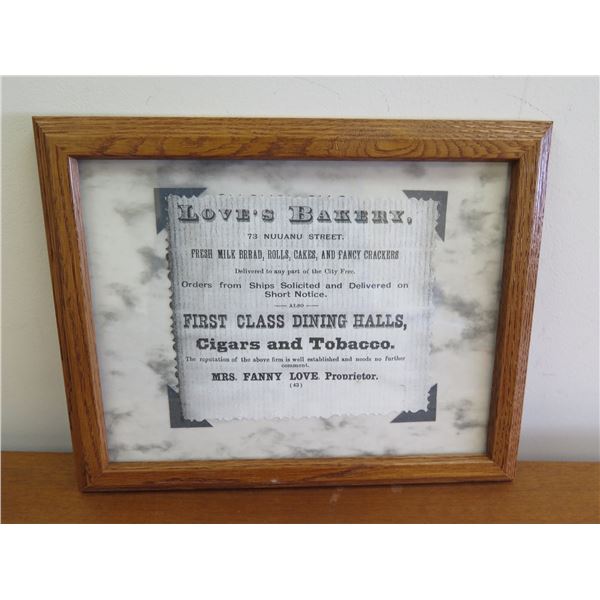 LOVE'S BAKERY,
73 NUUANU STREET.
FRESH MILK BREAD, ROLLS, CAKES, AND FANCY CRACKERS
Delivered to any part of the City Free.
Orders from Ships Solicited and Delivered on
Short Notice.
— ALSO —
FIRST CLASS DINING HALLS,
Cigars and Tobacco.
The reputation of the above firm is well established and needs no further
comment.
MRS. FANNY LOVE. Proprietor.
(43)